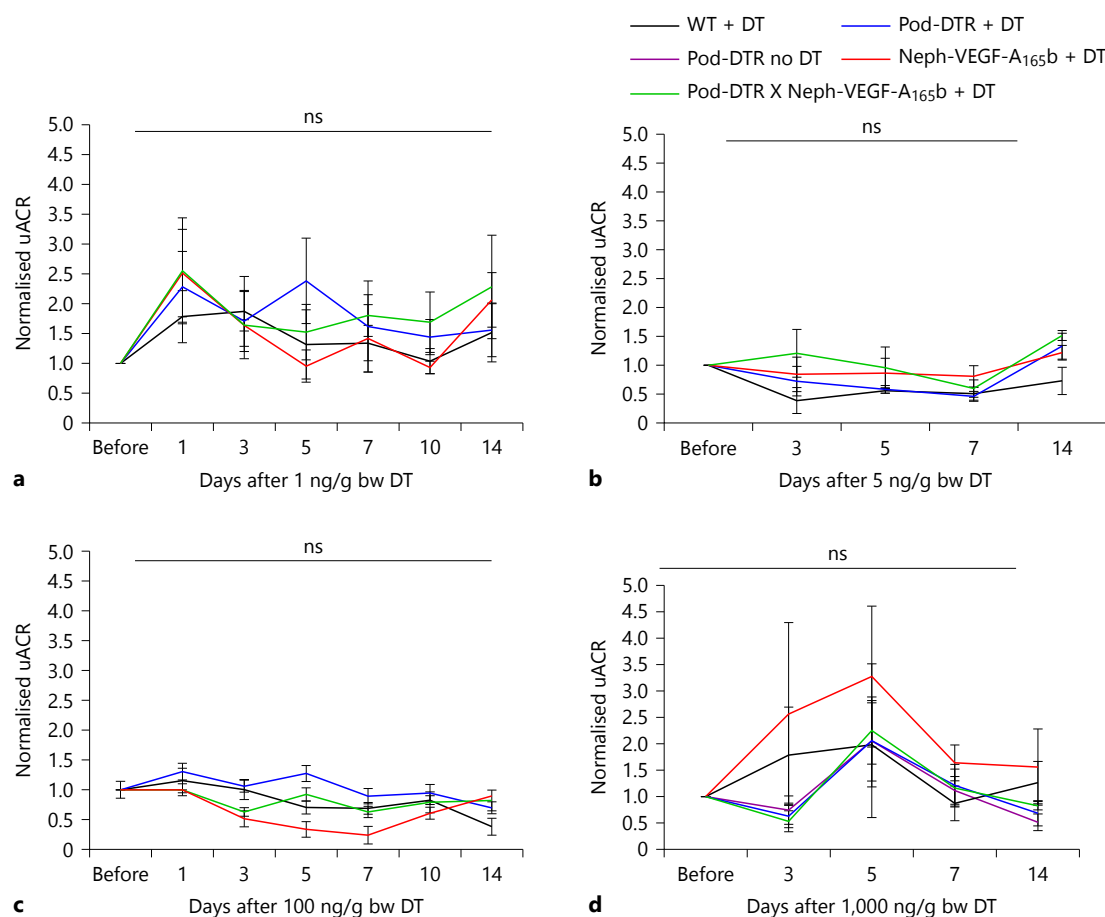 WT + DT
Pod-DTR + DT
Pod-DTR no DT
Neph-VEGF-A₁₆₅b + DT
Pod-DTR X Neph-VEGF-A₁₆₅b + DT
ns
5.0
4.5
4.0
3.5
3.0
2.5
2.0
1.5
1.0
0.5
0
Normalised uACR
Before 1 3 5 7 10 14
Days after 1 ng/g bw DT
a
ns
5.0
4.5
4.0
3.5
3.0
2.5
2.0
1.5
1.0
0.5
0
Normalised uACR
Before 3 5 7 14
Days after 5 ng/g bw DT
b
ns
5.0
4.5
4.0
3.5
3.0
2.5
2.0
1.5
1.0
0.5
0
Normalised uACR
Before 1 3 5 7 10 14
Days after 100 ng/g bw DT
c
ns
5.0
4.5
4.0
3.5
3.0
2.5
2.0
1.5
1.0
0.5
0
Normalised uACR
Before 3 5 7 14
Days after 1,000 ng/g bw DT
d